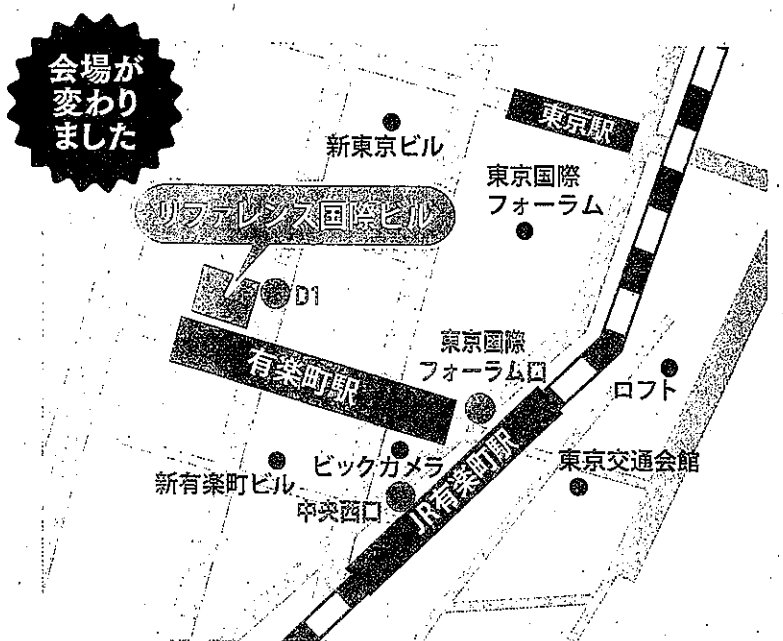 会場が
変わり
ました
新東京ビル
東京駅
東京国際
フォーラム
リファレンス国際ビル
D1
有楽町駅
東京国際
フォーラム口
ロフト
ビックカメラ
新有楽町ビル
中央西口
JR有楽町駅
東京交通会館